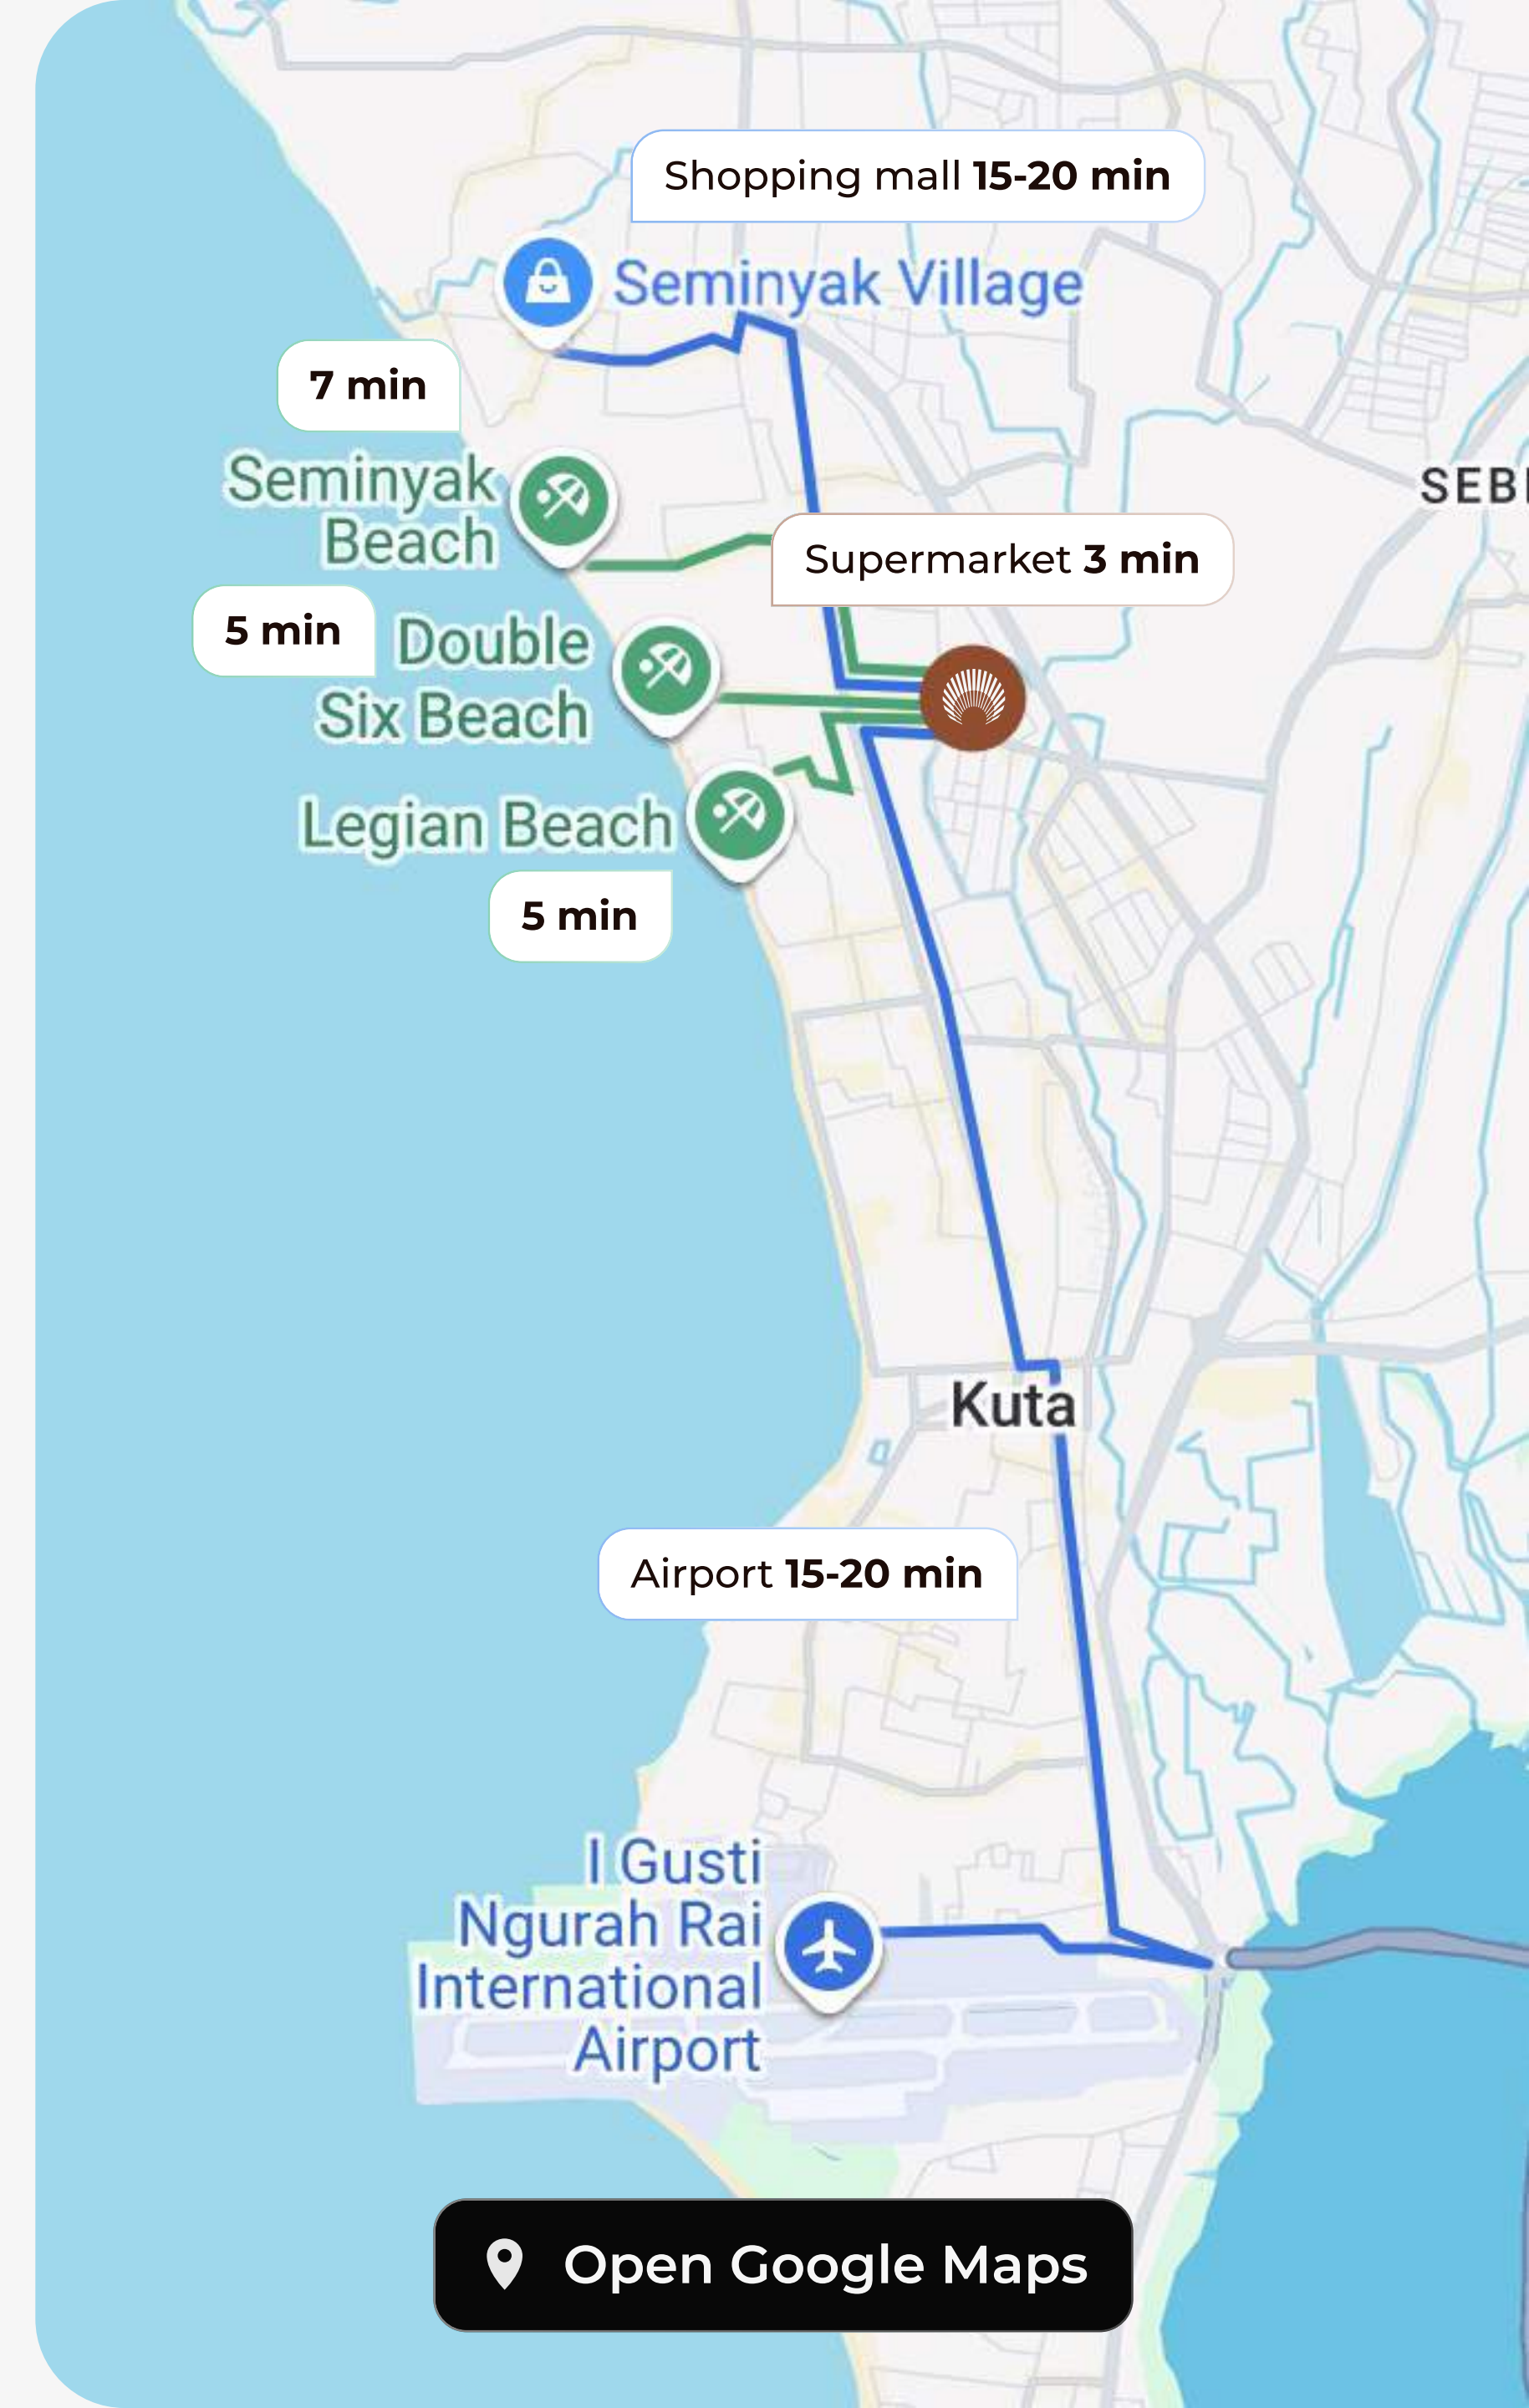 Shopping mall 15-20 min
Seminyak Village
7 min
Seminyak
Beach
SEBI
Supermarket 3 min
5 min
Double
Six Beach
Legian Beach
5 min
Kuta
Airport 15-20 min
I Gusti
Ngurah Rai
International
Airport
Open Google Maps